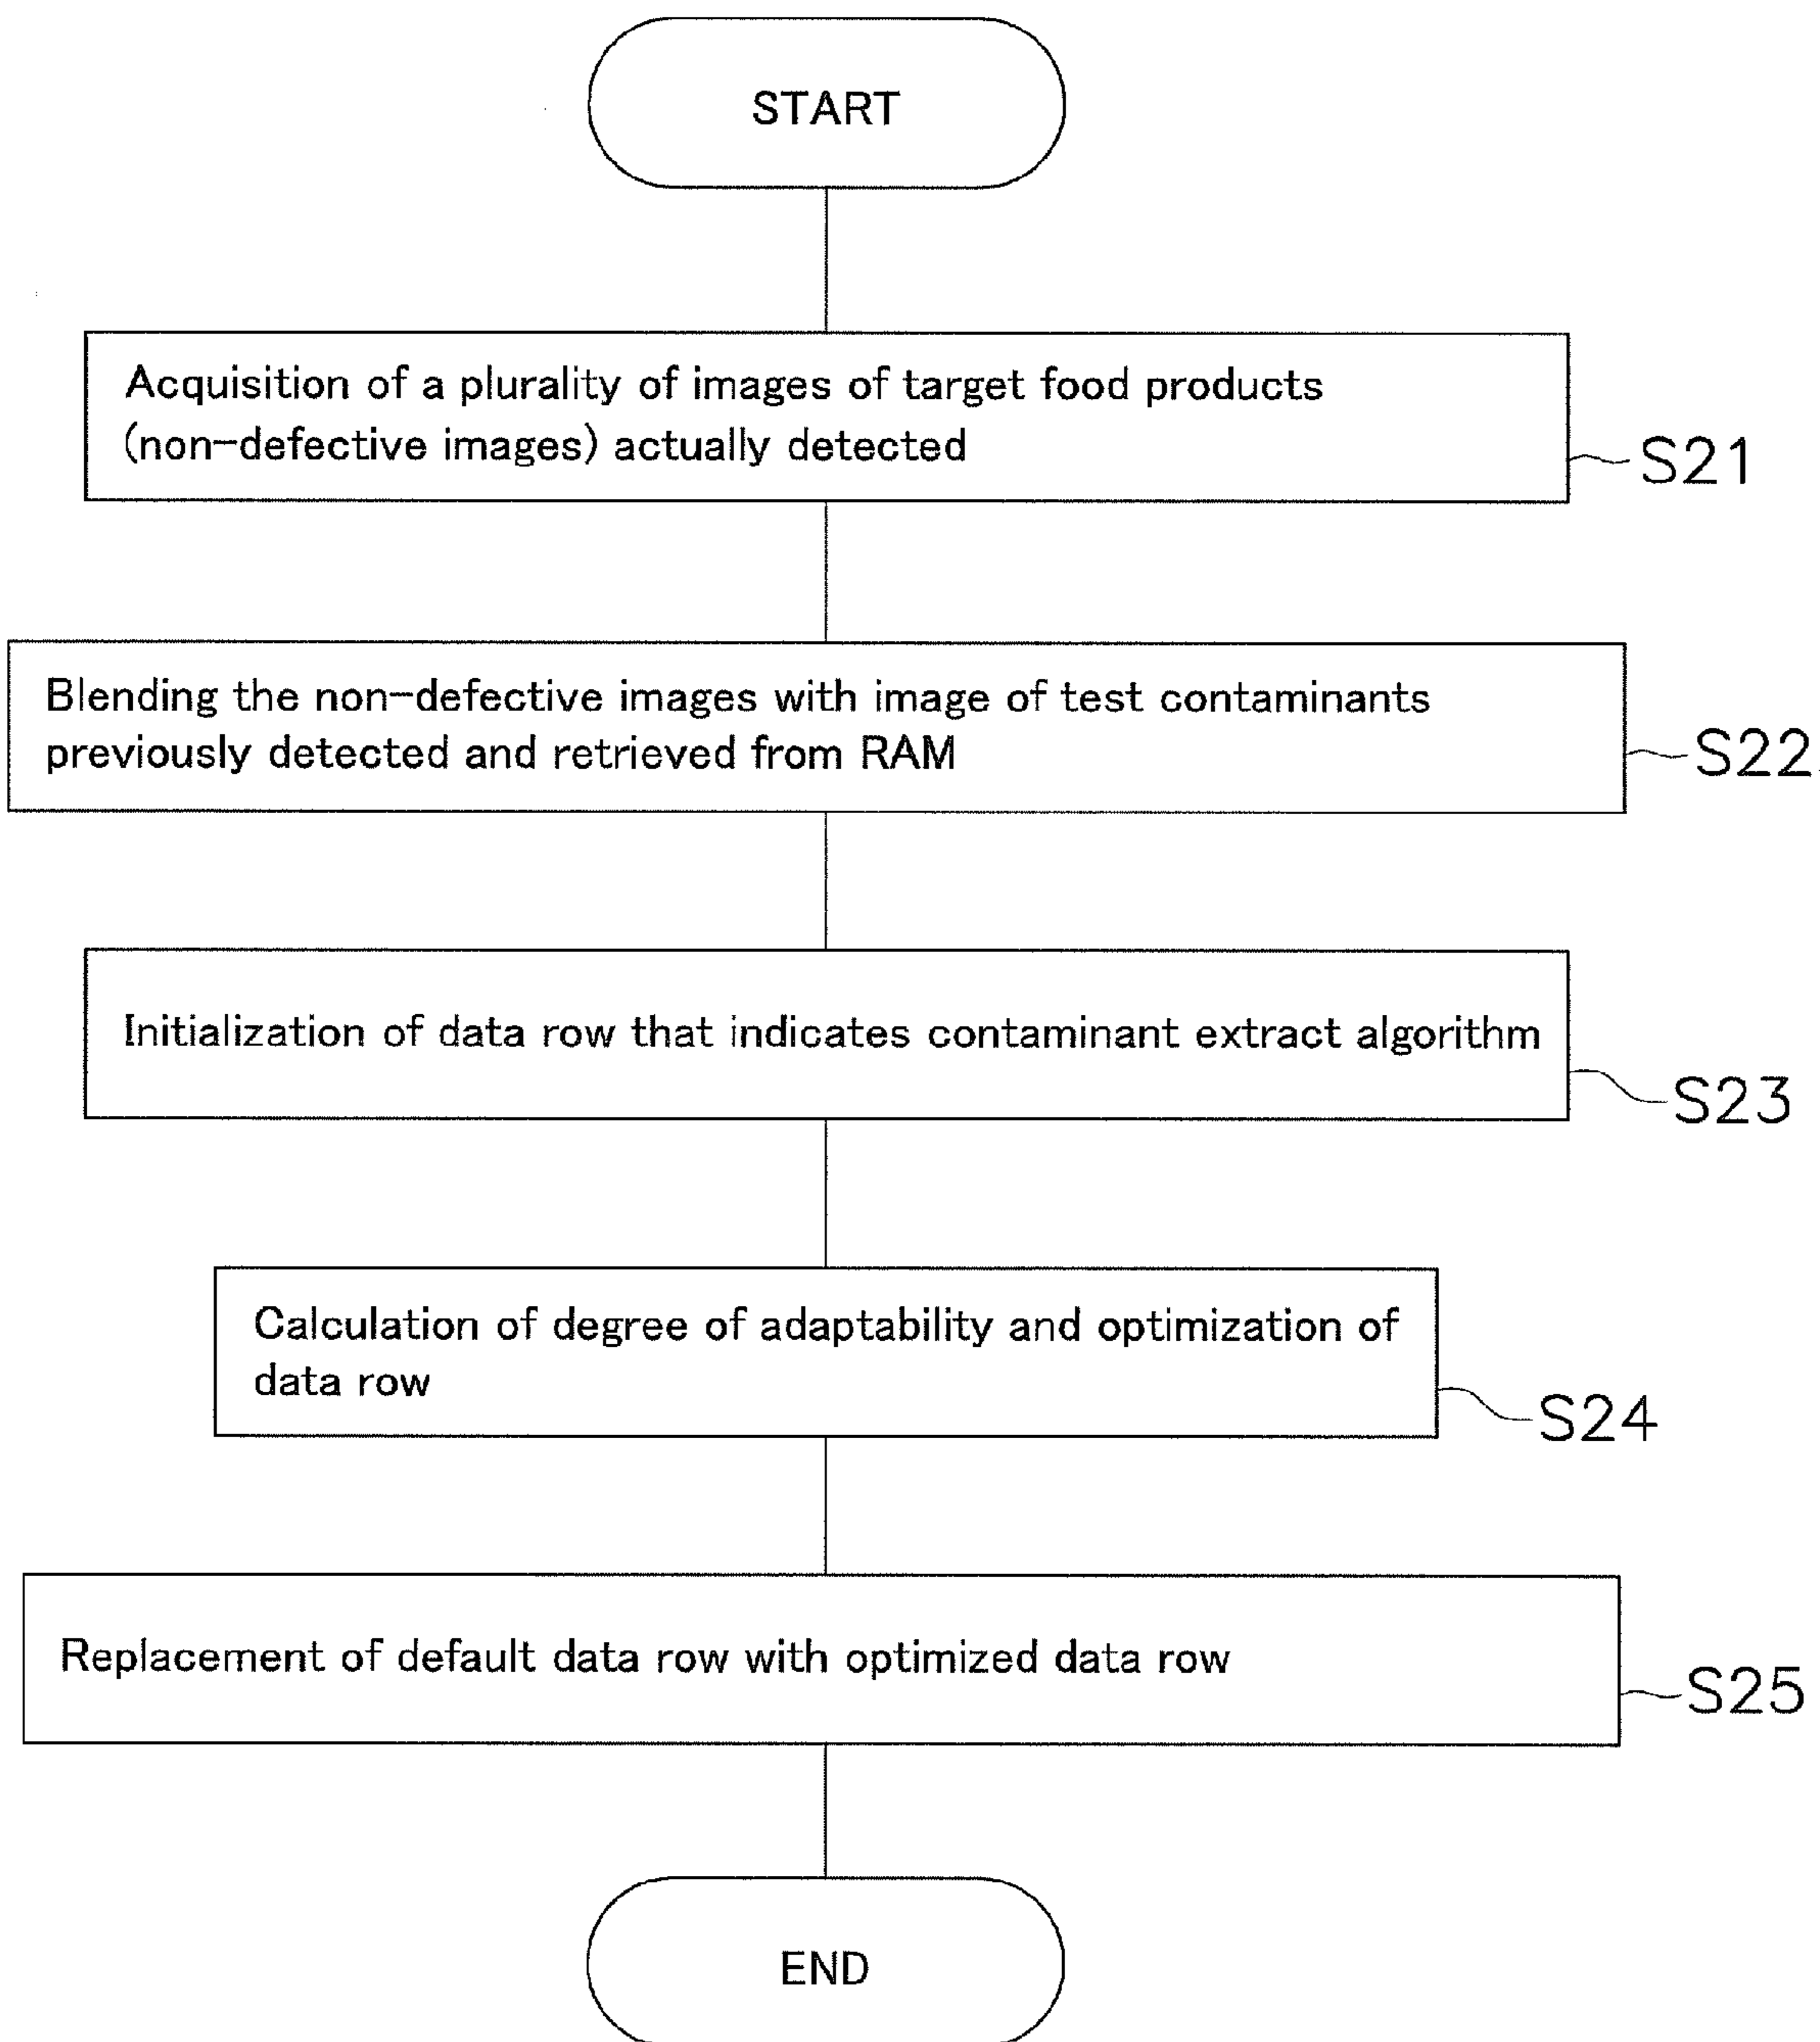 START
Acquisition of a plurality of images of target food products
(non-defective images) actually detected
S21
Blending the non-defective images with image of test contaminants
previously detected and retrieved from RAM
S22
Initialization of data row that indicates contaminant extract algorithm
S23
Calculation of degree of adaptability and optimization of
data row
S24
Replacement of default data row with optimized data row
S25
END